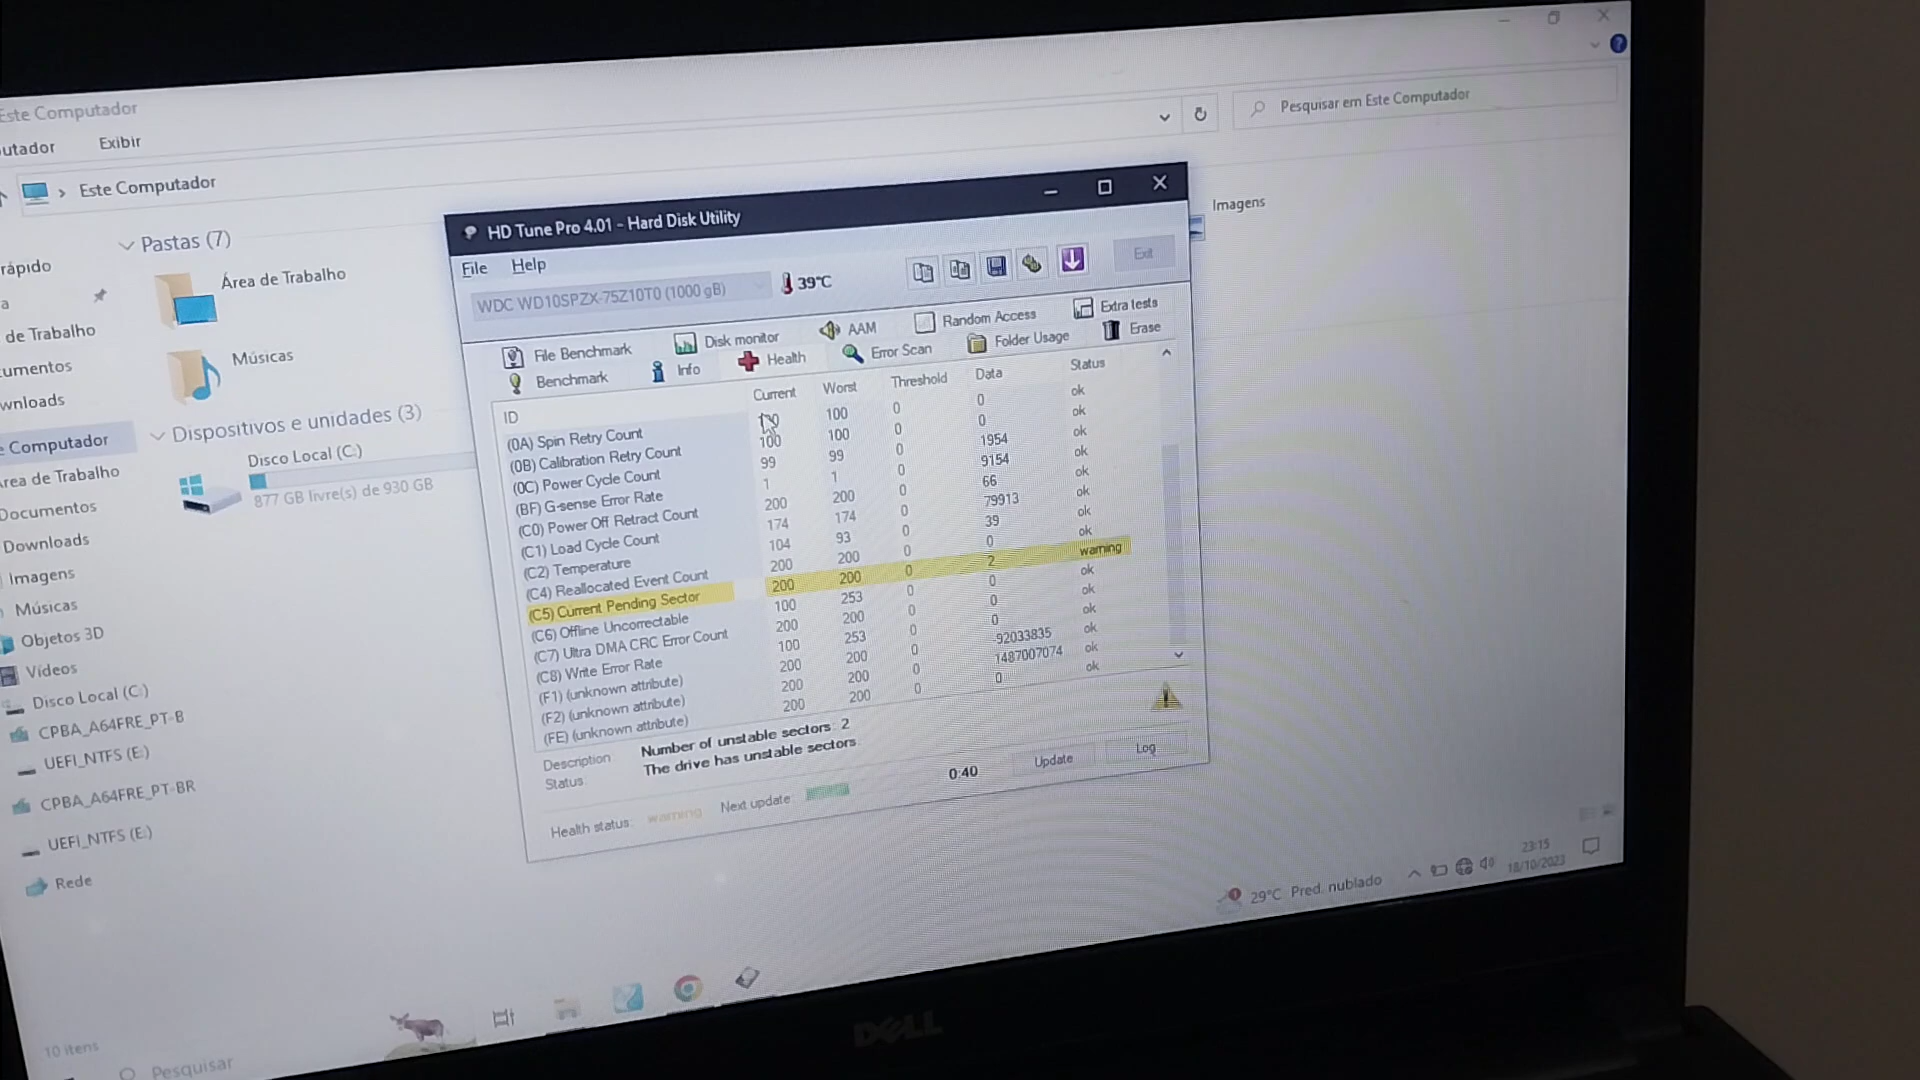 Este Computador
Exibir
Pesquisar em Este Computador
Este Computador
Pastas (7)
Área de Trabalho
Músicas
Imagens
Dispositivos e unidades (3)
Disco Local (C:)
877 GB livre(s) de 930 GB
rápido
de Trabalho
Computador
Documentos
Downloads
Imagens
Músicas
Objetos 3D
Vídeos
Disco Local (C:)
CPBA_A64FRE_PT-B
UEFI_NTFS (E:)
CPBA_A64FRE_PT-BR
UEFI_NTFS (E:)
Rede
10 itens
HD Tune Pro 4.01 - Hard Disk Utility
File Help
WDC WD10SPZX-75Z10T0 (1000 gB) 39°C
Exit
File Benchmark Disk monitor AAM Random Access Extra tests
Benchmark Info Health Error Scan Folder Usage Erase
ID Current Worst Threshold Data Status
(0A) Spin Retry Count 100 0 0 ok
(0B) Calibration Retry Count 100 100 0 0 ok
(0C) Power Cycle Count 99 99 0 1954 ok
(BF) G-sense Error Rate 1 1 0 9154 ok
(C0) Power Off Retract Count 200 200 0 66 ok
(C1) Load Cycle Count 174 174 0 79913 ok
(C2) Temperature 104 93 0 39 ok
(C4) Reallocated Event Count 200 200 0 0 ok
(C5) Current Pending Sector 200 200 0 2 warning
(C6) Offline Uncorrectable 100 253 0 0 ok
(C7) Ultra DMA CRC Error Count 200 200 0 0 ok
(C8) Write Error Rate 100 253 0 0 ok
(F1) (unknown attribute) 200 200 0 -92033835 ok
(F2) (unknown attribute) 200 200 0 1487007074 ok
(FE) (unknown attribute) 200 200 0 0 ok
Description Number of unstable sectors: 2
Status The drive has unstable sectors.
Health status: warning Next update: 0:40 Update Log
29°C Pred. nublado
23:15
18/10/2023
Pesquisar
DELL